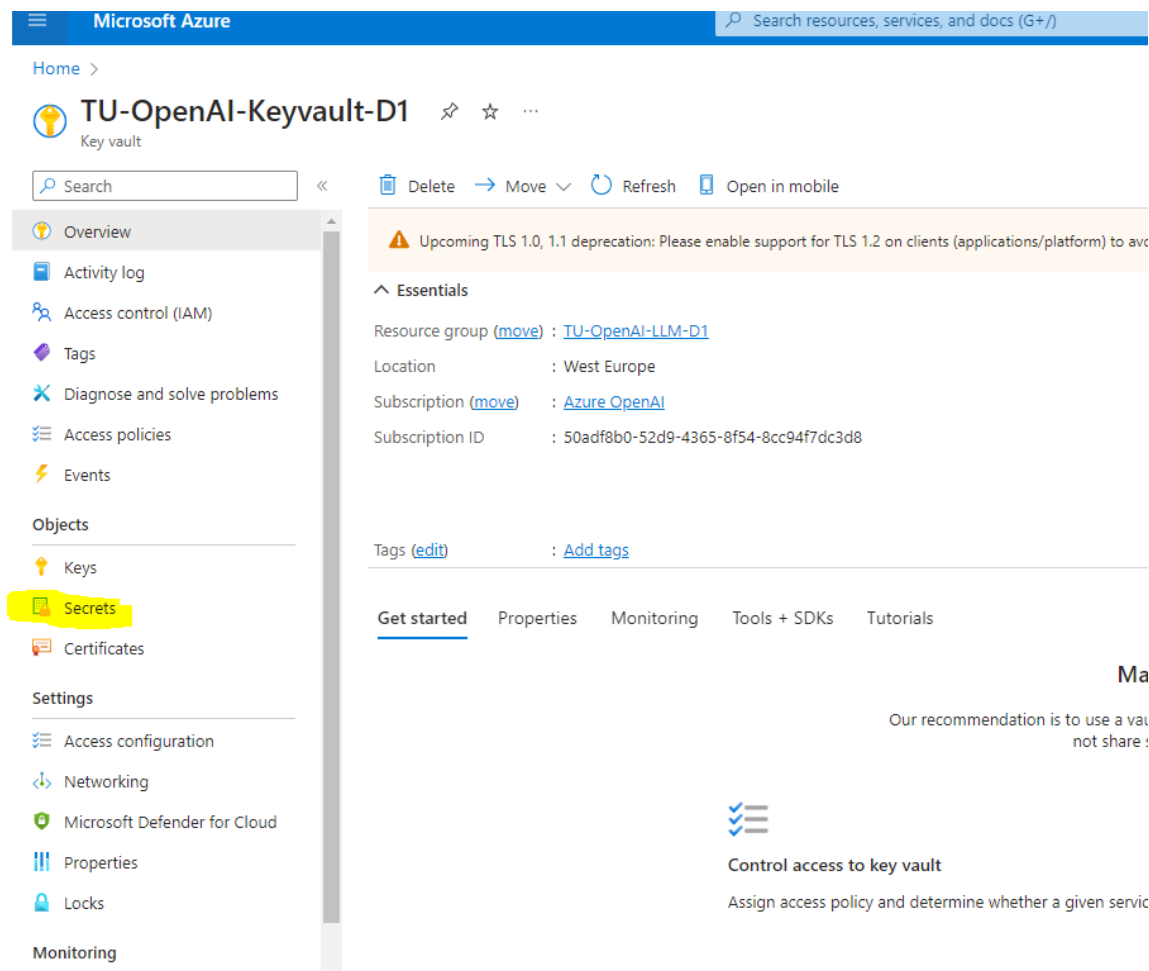 Microsoft Azure
Search resources, services, and docs (G+/)
Home >
TU-OpenAI-Keyvault-D1
Key vault
Search
«
Delete Move Refresh Open in mobile
Overview
Activity log
Access control (IAM)
Tags
Diagnose and solve problems
Access policies
Events
Objects
Keys
Secrets
Certificates
Settings
Access configuration
Networking
Microsoft Defender for Cloud
Properties
Locks
Monitoring
Upcoming TLS 1.0, 1.1 deprecation: Please enable support for TLS 1.2 on clients (applications/platform) to avo
Essentials
Resource group (move) : TU-OpenAI-LLM-D1
Location : West Europe
Subscription (move) : Azure OpenAI
Subscription ID : 50adf8b0-52d9-4365-8f54-8cc94f7dc3d8
Tags (edit) : Add tags
Get started Properties Monitoring Tools + SDKs Tutorials
Ma
Our recommendation is to use a vau
not share s
Control access to key vault
Assign access policy and determine whether a given servic